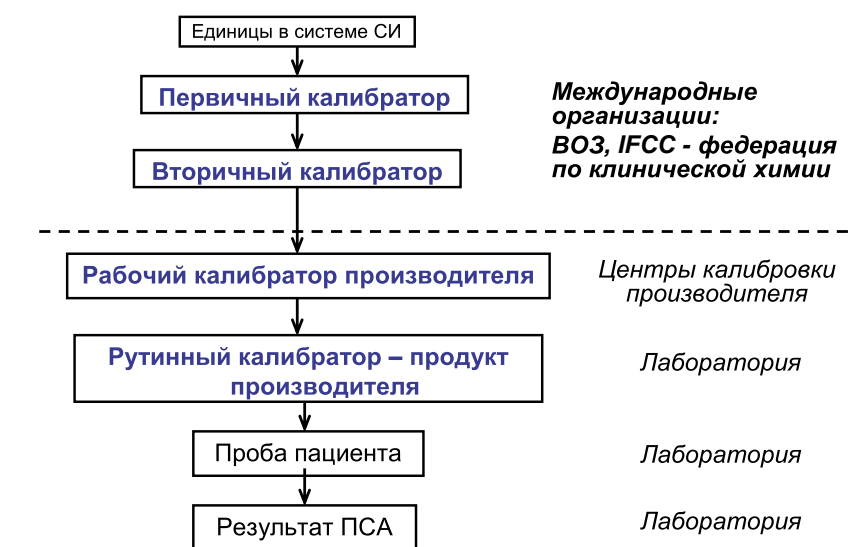 Единицы в системе СИ
Первичный калибратор
Международные
организации:
ВОЗ, IFCC - федерация
по клинической химии
Вторичный калибратор
Рабочий калибратор производителя
Центры калибровки
производителя
Рутинный калибратор – продукт
производителя
Лаборатория
Проба пациента
Лаборатория
Результат ПСА
Лаборатория